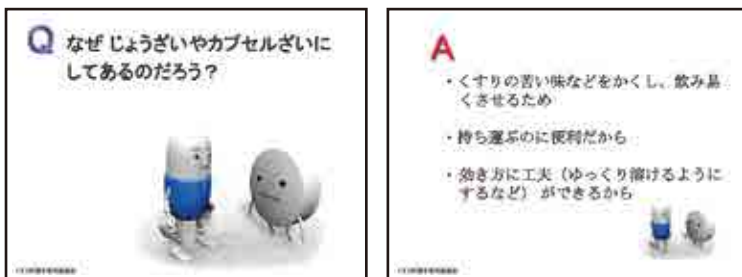 Q なぜ じょうざいやカプセルざいに
してあるのだろう？
A
・くすりの苦い味などをかくし、飲み易
くさせるため
・持ち運ぶのに便利だから
・効き方に工夫（ゆっくり溶けるように
するなど）ができるから